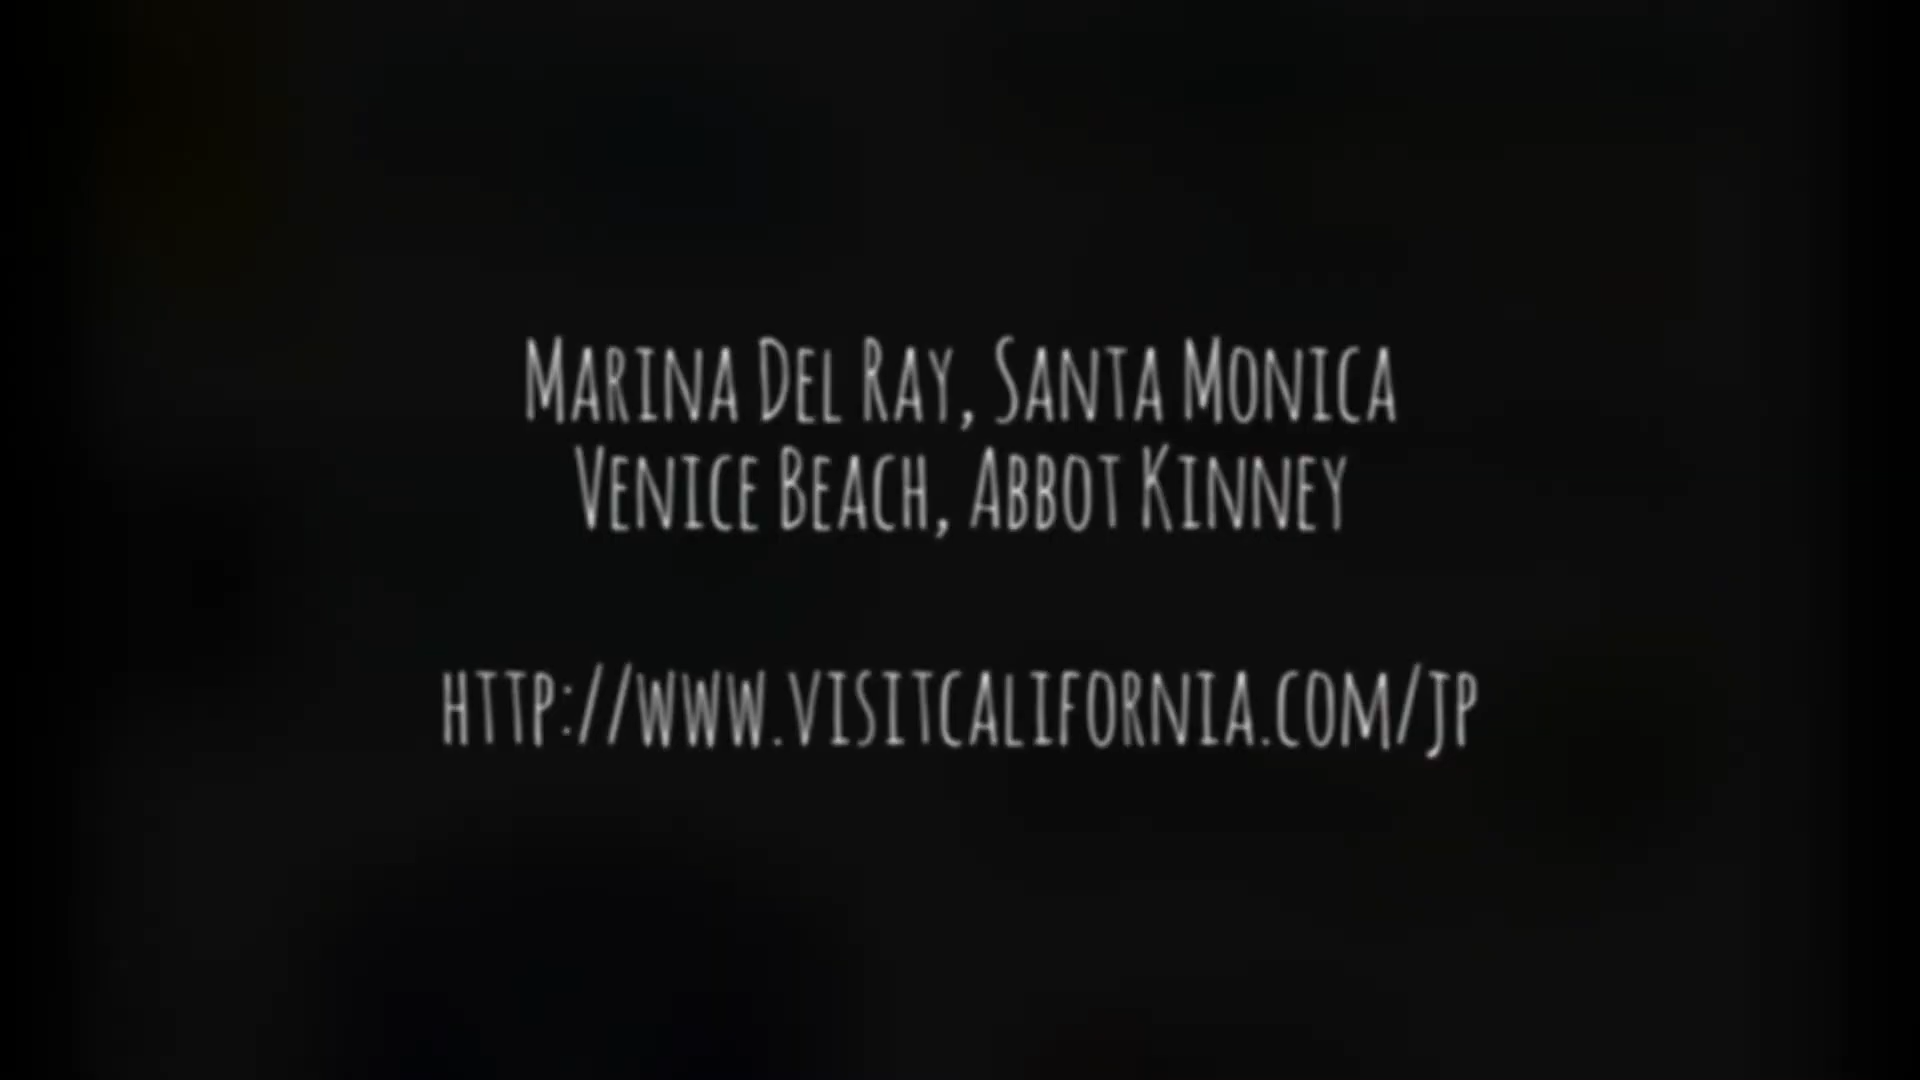 Marina Del Ray, Santa Monica
Venice Beach, Abbot Kinney
http://www.visitcalifornia.com/jp